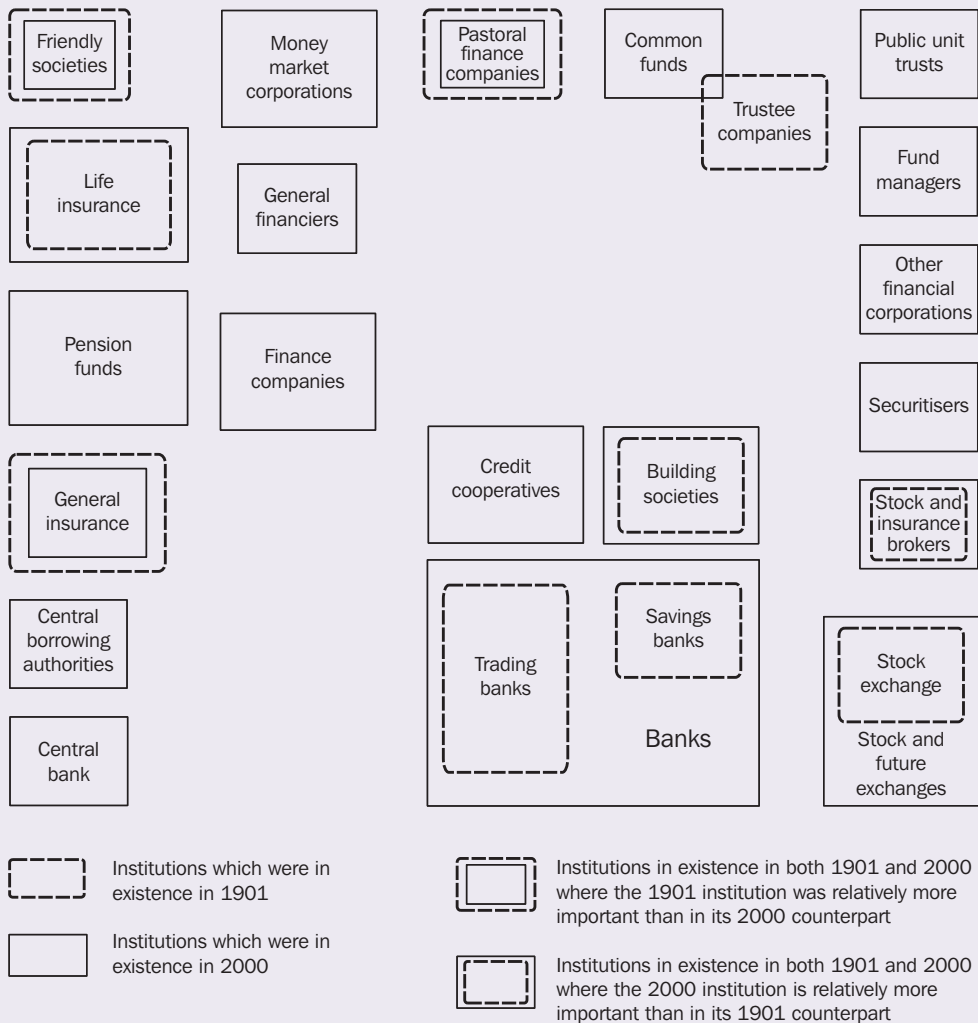 Friendly
societies
Money
market
corporations
Pastoral
finance
companies
Common
funds
Trustee
companies
Public unit
trusts
Life
insurance
General
financiers
Fund
managers
Pension
funds
Finance
companies
Other
financial
corporations
Securitisers
General
insurance
Credit
cooperatives
Building
societies
Stock and
insurance
brokers
Central
borrowing
authorities
Trading
banks
Savings
banks
Banks
Stock
exchange
Stock and
future
exchanges
Central
bank
Institutions which were in
existence in 1901
Institutions which were in
existence in 2000
Institutions in existence in both 1901 and 2000
where the 1901 institution was relatively more
important than in its 2000 counterpart
Institutions in existence in both 1901 and 2000
where the 2000 institution is relatively more
important than in its 1901 counterpart